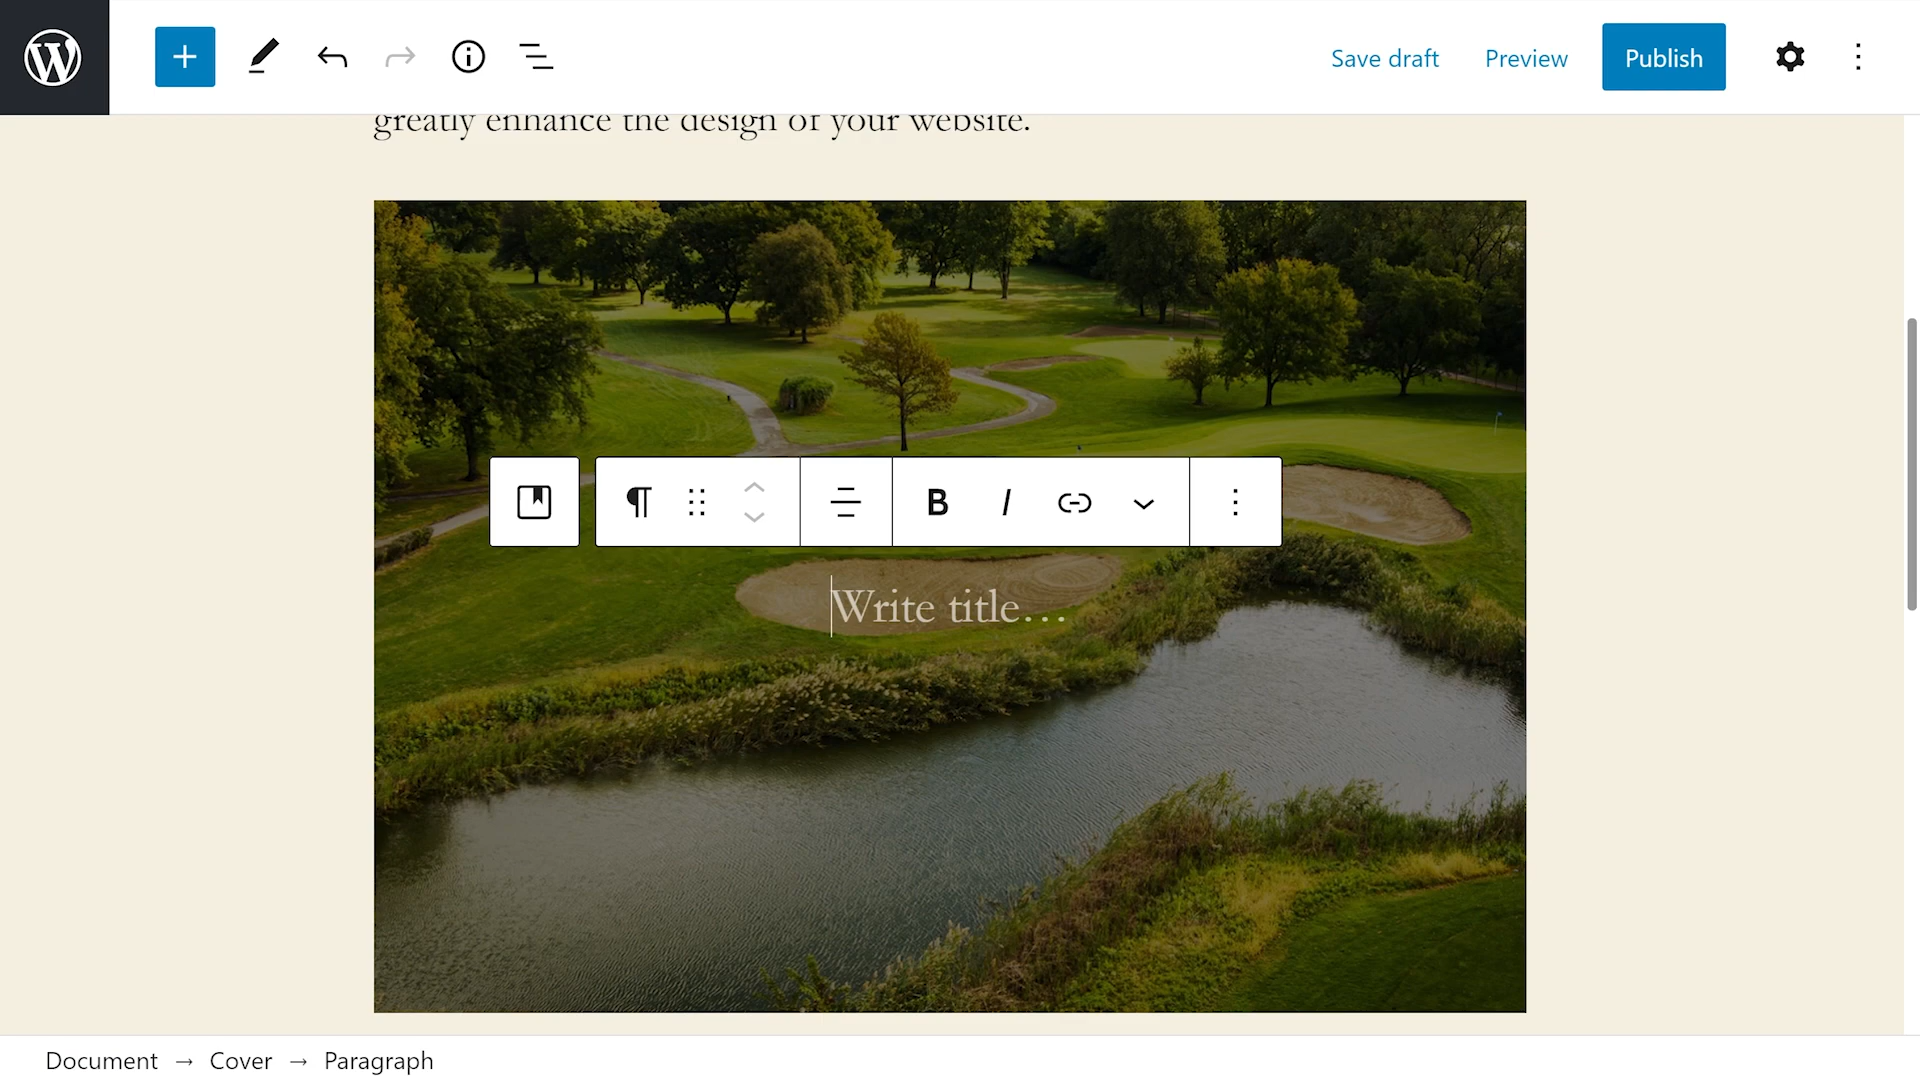 Save draft
Preview
Publish
greatly enhance the design of your website.
B I
Write title...
Document → Cover → Paragraph